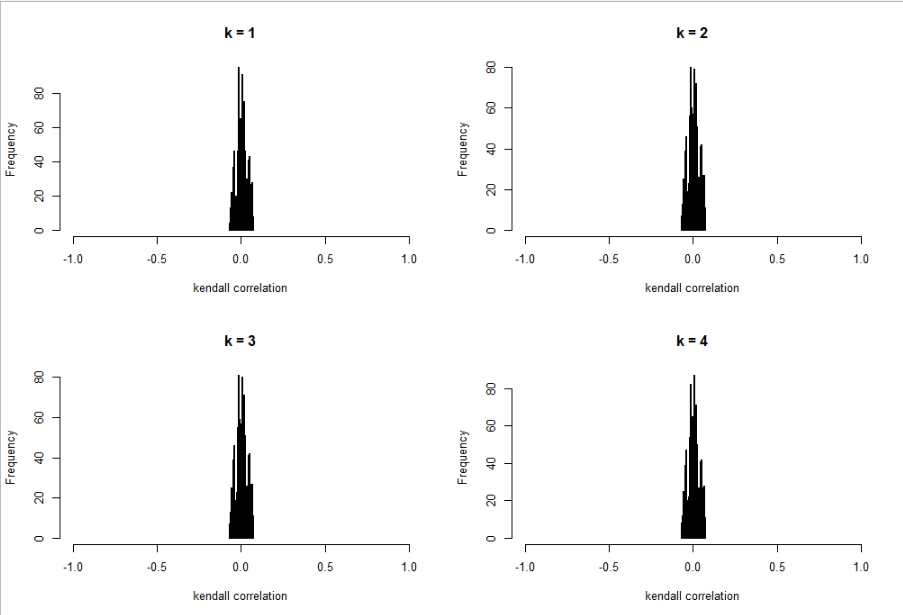 k = 1
Frequency
0 20 40 60 80
-1.0 -0.5 0.0 0.5 1.0
kendall correlation
k = 2
Frequency
0 20 40 60 80
-1.0 -0.5 0.0 0.5 1.0
kendall correlation
k = 3
Frequency
0 20 40 60 80
-1.0 -0.5 0.0 0.5 1.0
kendall correlation
k = 4
Frequency
0 20 40 60 80
-1.0 -0.5 0.0 0.5 1.0
kendall correlation